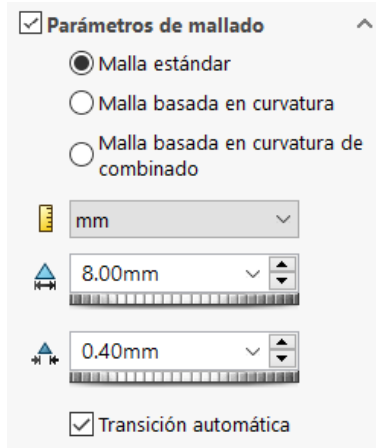 Parámetros de mallado
Malla estándar
Malla basada en curvatura
Malla basada en curvatura de
combinado
mm
8.00mm
0.40mm
Transición automática